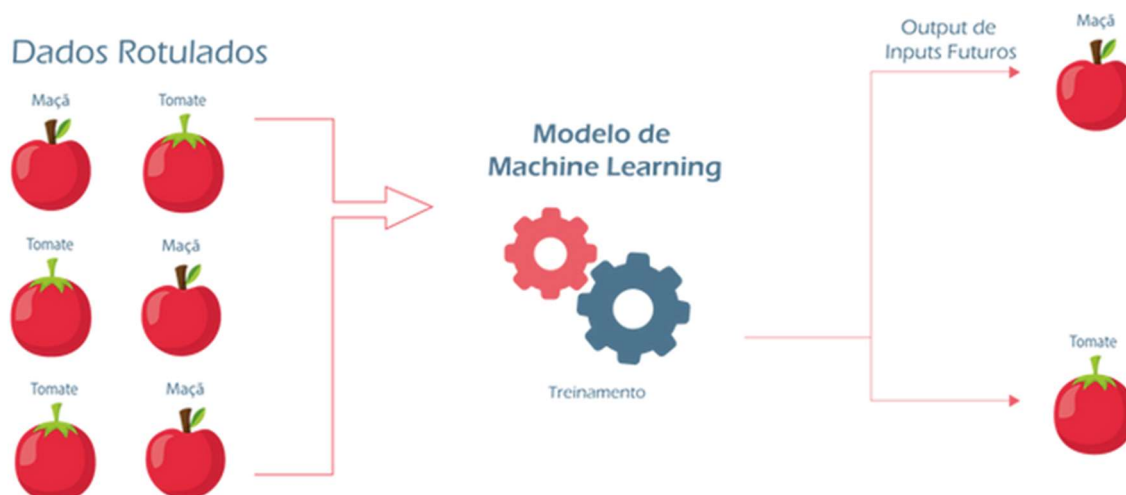 Dados Rotulados
Maçã
Tomate
Tomate
Maçã
Tomate
Maçã
Modelo de
Machine Learning
Treinamento
Output de
Inputs Futuros
Maçã
Tomate